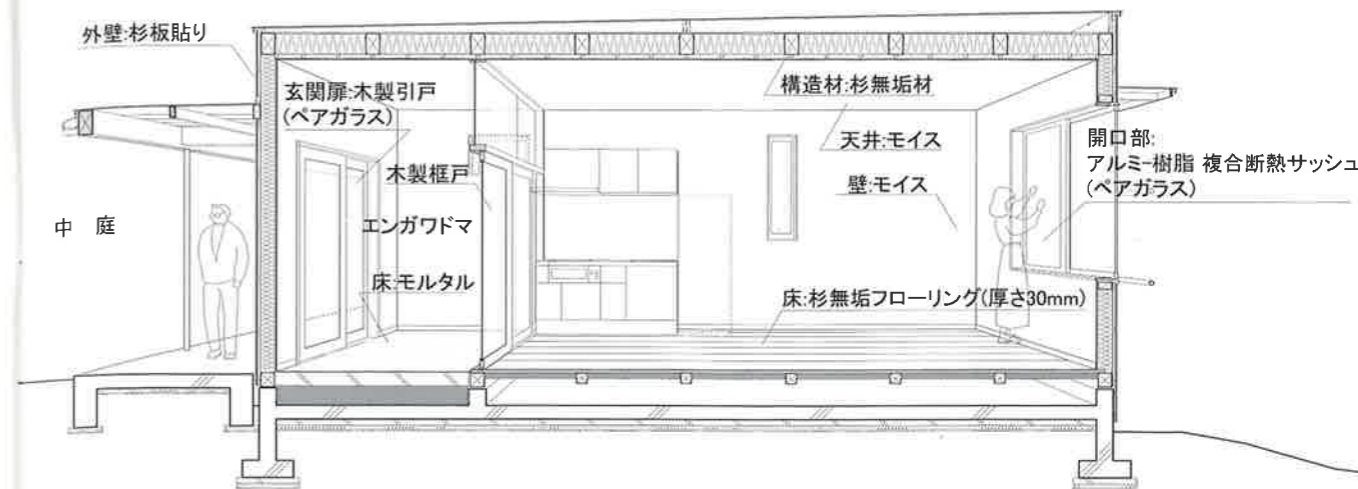 外壁:杉板貼り
玄関扉:木製引戸
(ペアガラス)
木製框戸
エンガワドマ
床:モルタル
中 庭
構造材:杉無垢材
天井:モイス
壁:モイス
床:杉無垢フローリング(厚さ30mm)
開口部:
アルミ-樹脂 複合断熱サッシュ
(ペアガラス)